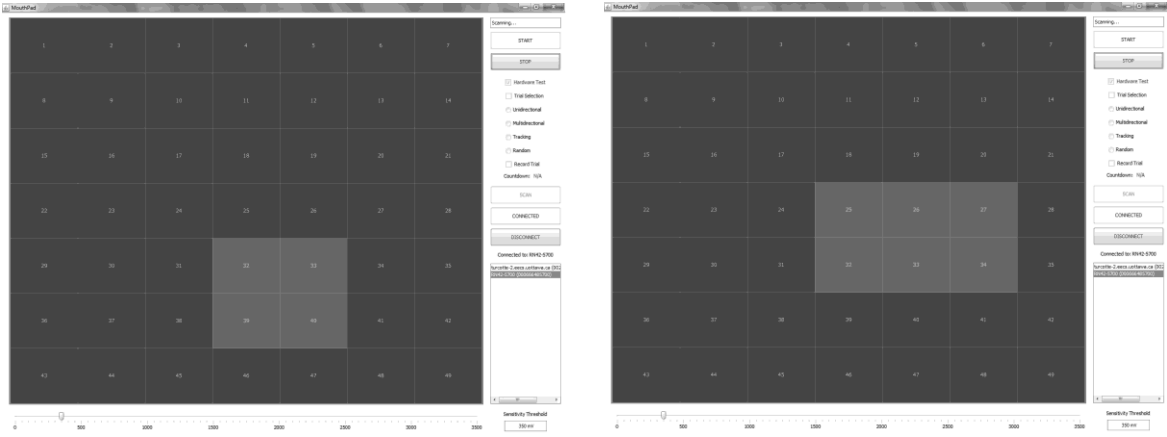 MouthPad
Scanning...
START
STOP
Hardware Test
Trial Selection
Unidirectional
Multidirectional
Tracking
Random
Record Trial
Countdown: N/A
SCAN
CONNECTED
DISCONNECT
Connected to: RN42-5700
1 2 3 4 5 6 7
8 9 10 11 12 13 14
15 16 17 18 19 20 21
22 23 24 25 26 27 28
29 30 31 32 33 34 35
36 37 38 39 40 41 42
43 44 45 46 47 48 49
0 500 1000 1500 2000 2500 3000 3500
Sensitivity Threshold
350 mV
MouthPad
Scanning...
START
STOP
Hardware Test
Trial Selection
Unidirectional
Multidirectional
Tracking
Random
Record Trial
Countdown: N/A
SCAN
CONNECTED
DISCONNECT
Connected to: RN42-5700
1 2 3 4 5 6 7
8 9 10 11 12 13 14
15 16 17 18 19 20 21
22 23 24 25 26 27 28
29 30 31 32 33 34 35
36 37 38 39 40 41 42
43 44 45 46 47 48 49
0 500 1000 1500 2000 2500 3000 3500
Sensitivity Threshold
350 mV